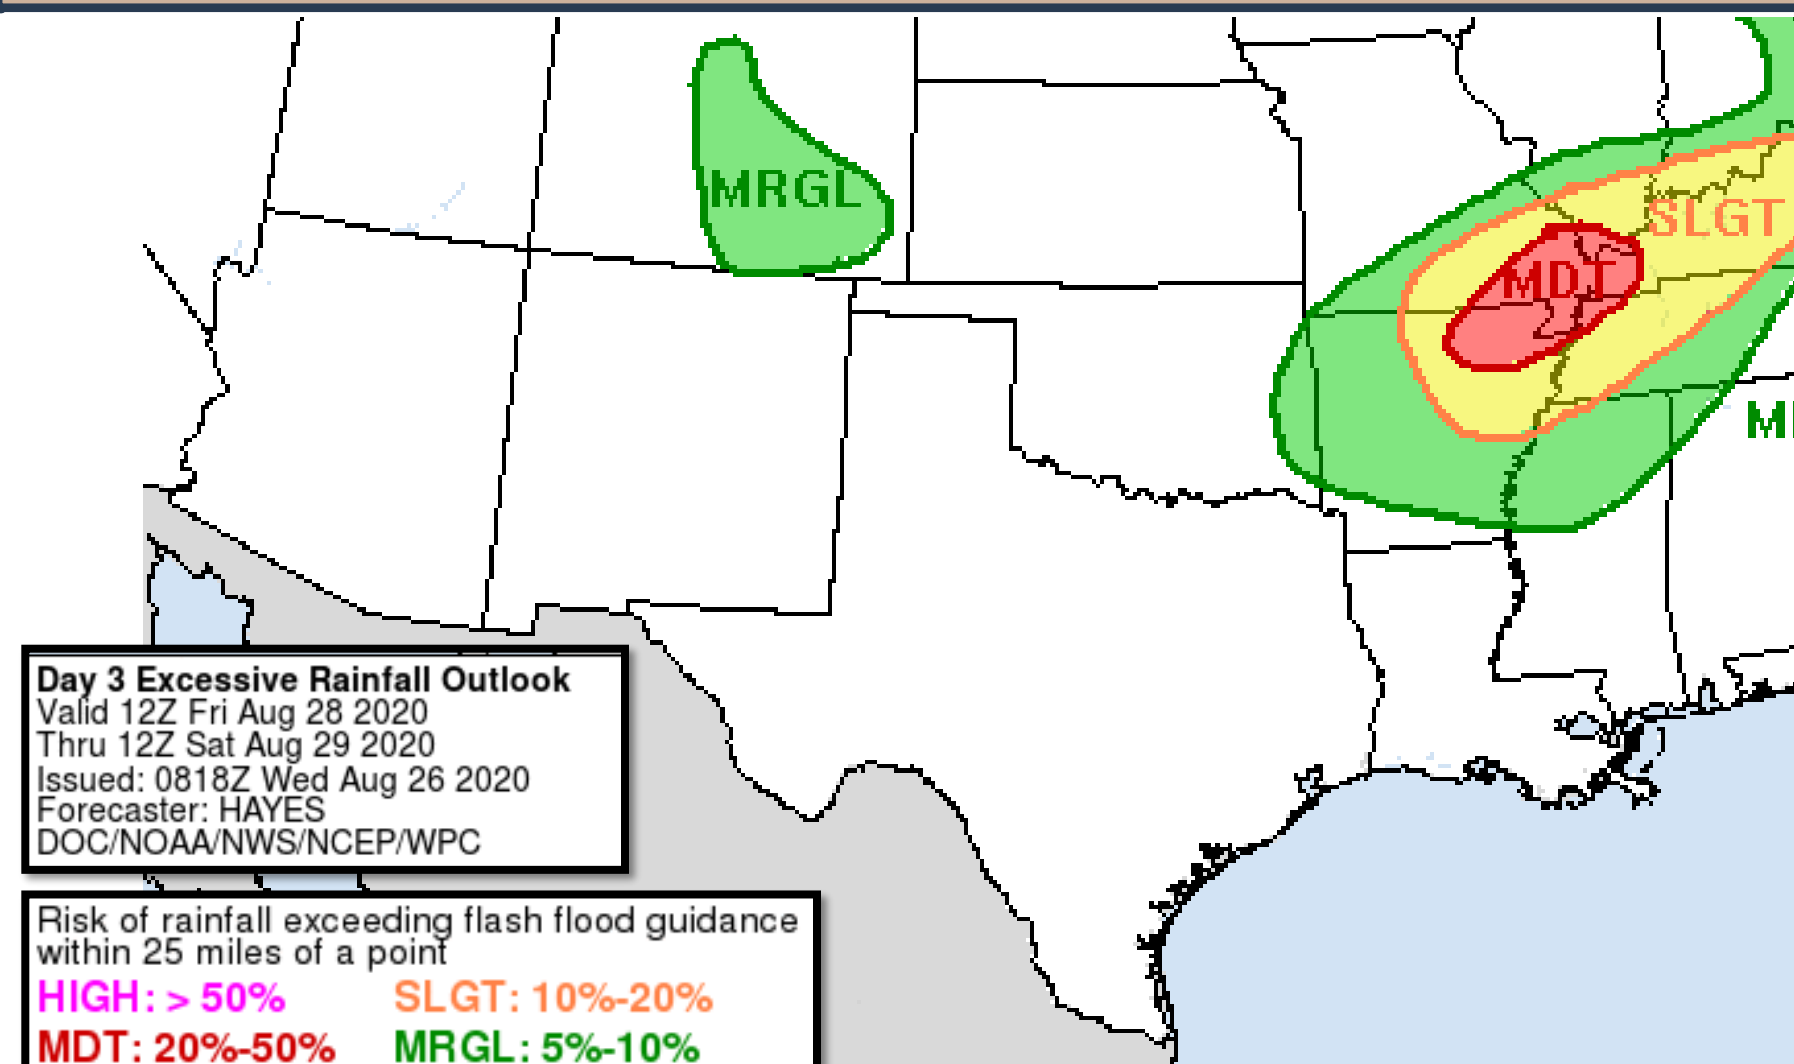 MRGL
SLGT
MDT
Day 3 Excessive Rainfall Outlook
Valid 12Z Fri Aug 28 2020
Thru 12Z Sat Aug 29 2020
Issued: 0818Z Wed Aug 26 2020
Forecaster: HAYES
DOC/NOAA/NWS/NCEP/WPC
Risk of rainfall exceeding flash flood guidance
within 25 miles of a point
HIGH: > 50% SLGT: 10%-20%
MDT: 20%-50% MRGL: 5%-10%